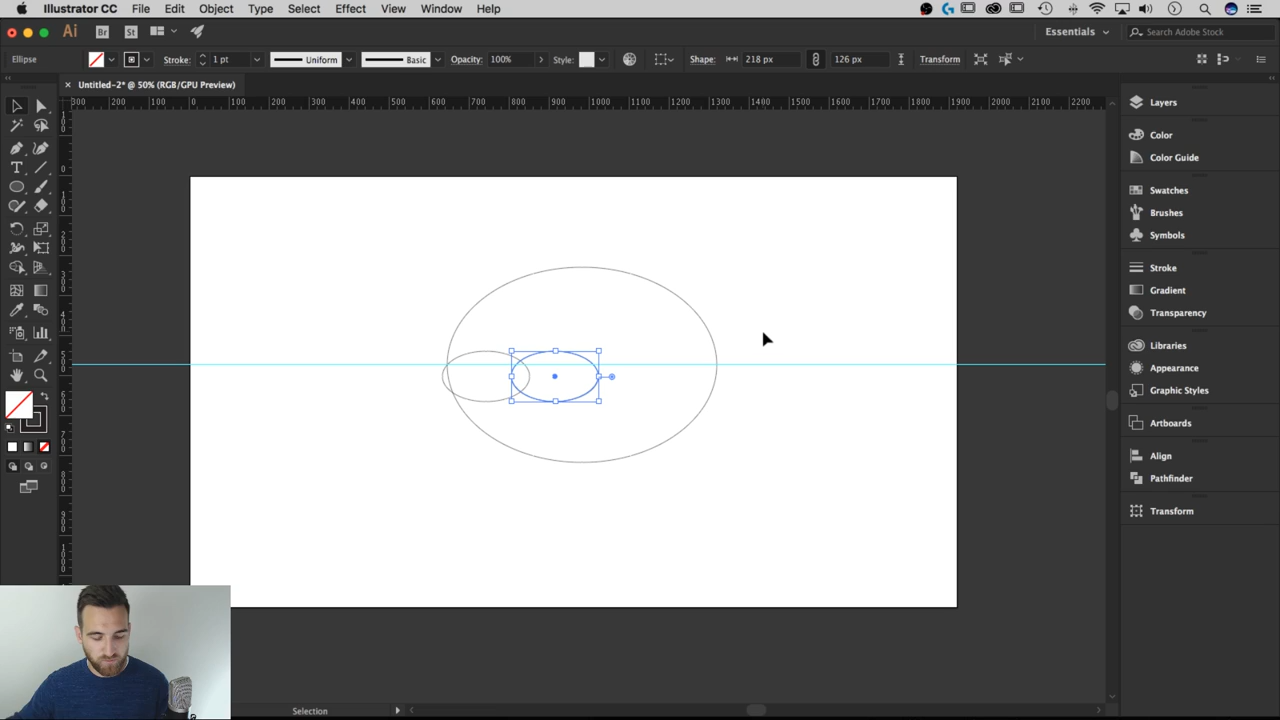 Illustrator CC File Edit Object Type Select Effect View Window Help
Ai Br St Essentials Search Adobe Stock
Ellipse Stroke: 1 pt Uniform Basic Opacity: 100% Style: Shape: 218 px 126 px Transform
× Untitled-2* @ 50% (RGB/GPU Preview)
300 200 100 0 100 200 300 400 500 600 700 800 900 1000 1100 1200 1300 1400 1500 1600 1700 1800 1900 2000 2100 2200
Layers
Color
Color Guide
Swatches
Brushes
Symbols
Stroke
Gradient
Transparency
Libraries
Appearance
Graphic Styles
Artboards
Align
Pathfinder
Transform
Selection